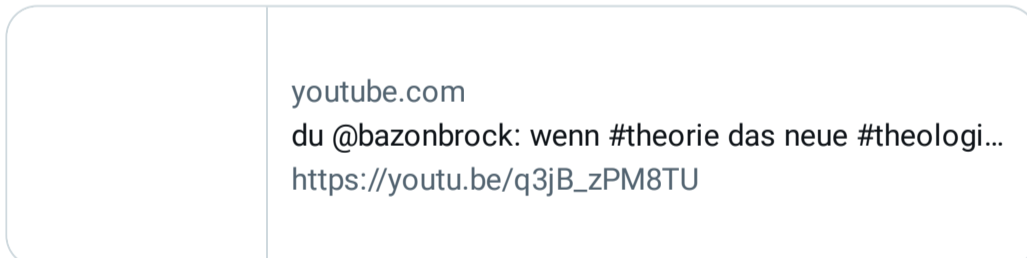 youtube.com
du @bazonbrock: wenn #theorie das neue #theologi…
https://youtu.be/q3jB_zPM8TU